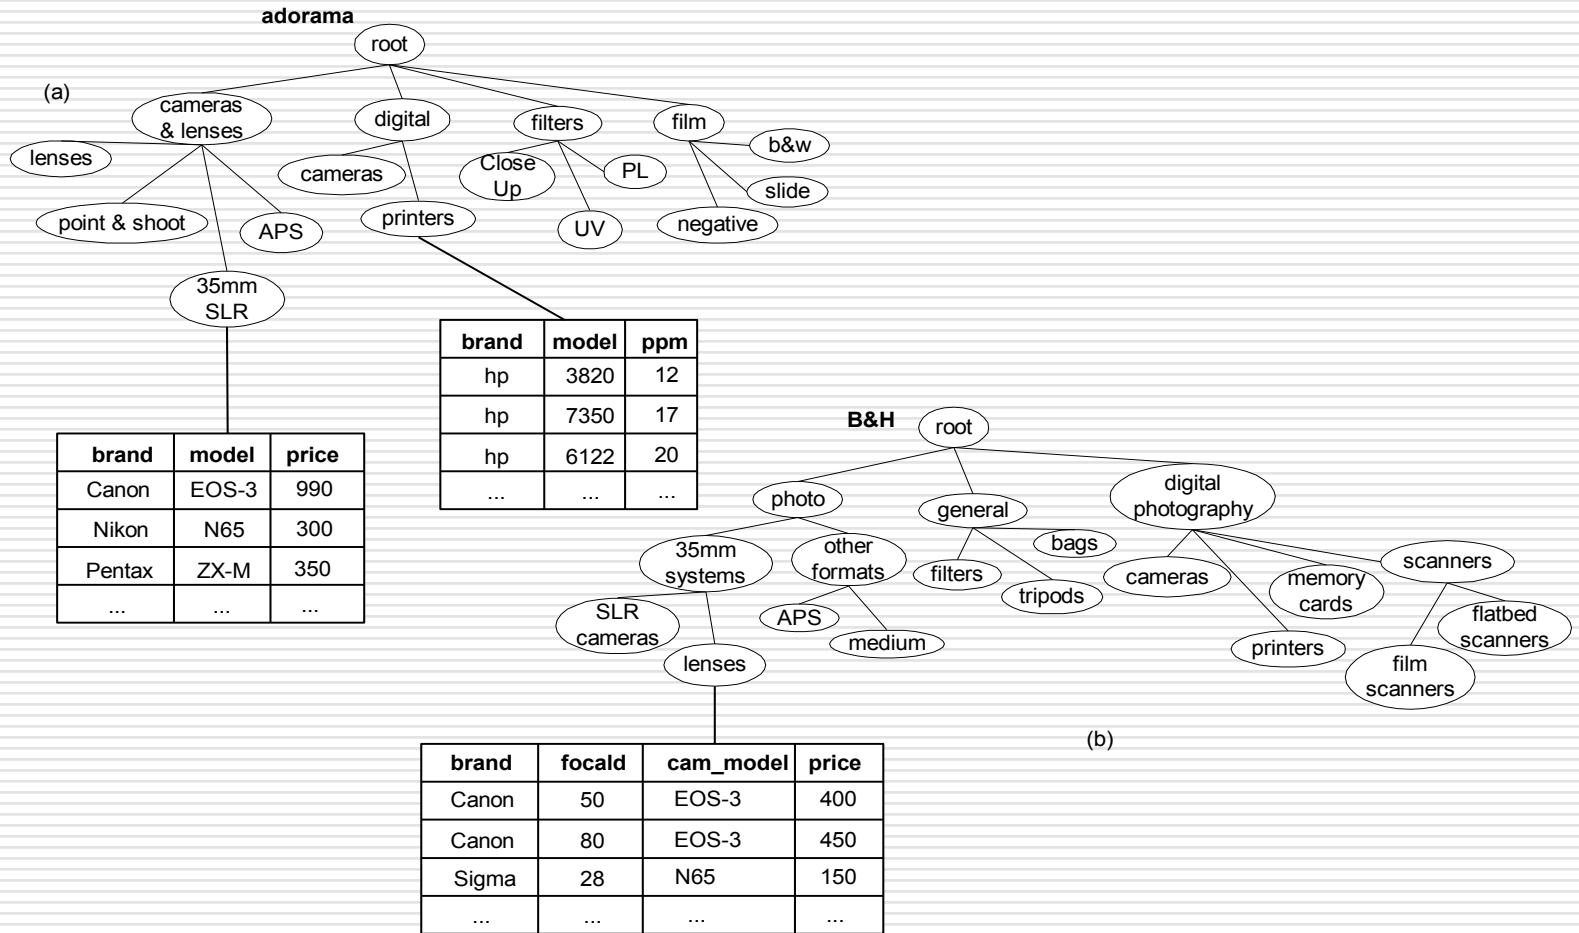 adorama
root
(a)
cameras
& lenses
digital
filters
film
b&w
lenses
cameras
Close
Up
PL
slide
point & shoot
APS
printers
UV
negative
35mm
SLR
brand model ppm
hp 3820 12
hp 7350 17
hp 6122 20
... ... ...
brand model price
Canon EOS-3 990
Nikon N65 300
Pentax ZX-M 350
... ... ...
B&H
root
photo
general
digital
photography
35mm
systems
other
formats
bags
filters
tripods
cameras
memory
cards
scanners
SLR
cameras
APS
medium
lenses
printers
flatbed
scanners
film
scanners
(b)
brand focald cam_model price
Canon 50 EOS-3 400
Canon 80 EOS-3 450
Sigma 28 N65 150
... ... ... ...